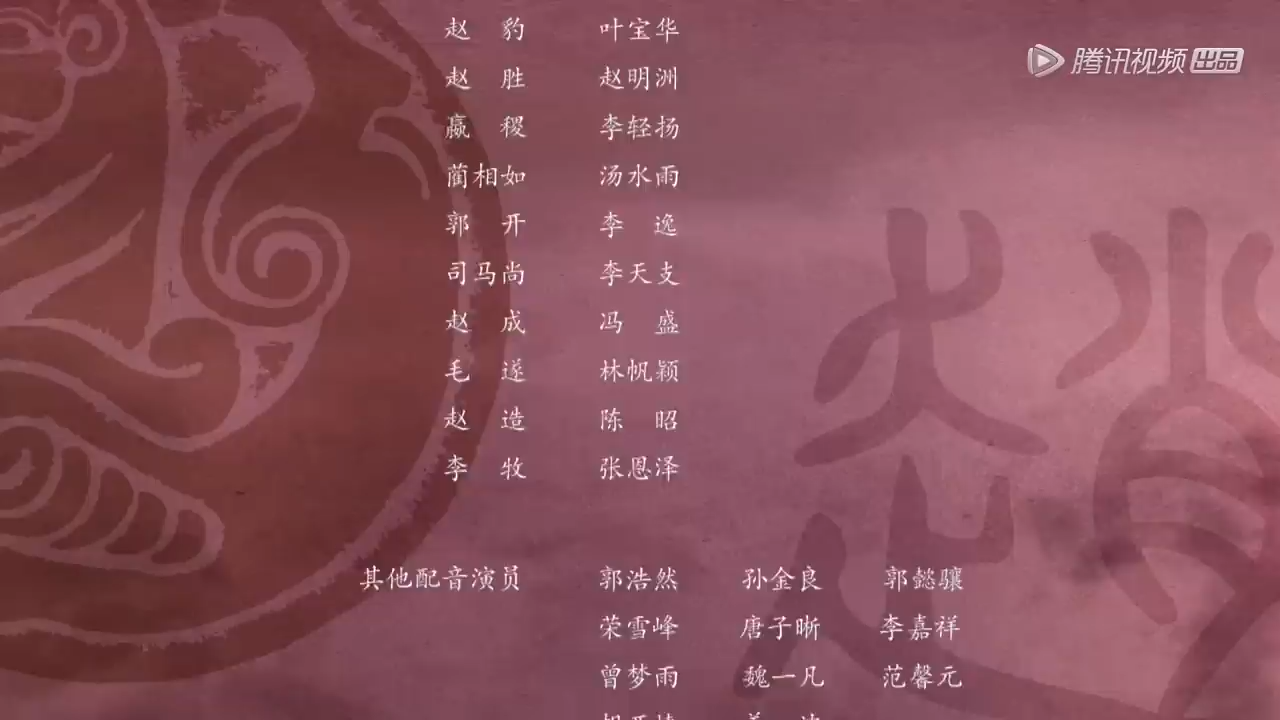 赵 豹 叶宝华
腾讯视频 出品
赵 胜 赵明洲
嬴 稷 李轻扬
蔺相如 汤水雨
郭 开 李 逸
司马尚 李天支
赵 成 冯 盛
毛 遂 林帆颖
赵 造 陈 昭
李 牧 张恩泽
其他配音演员 郭浩然 孙金良 郭懿骧
荣雪峰 唐子晰 李嘉祥
曾梦雨 魏一凡 范馨元